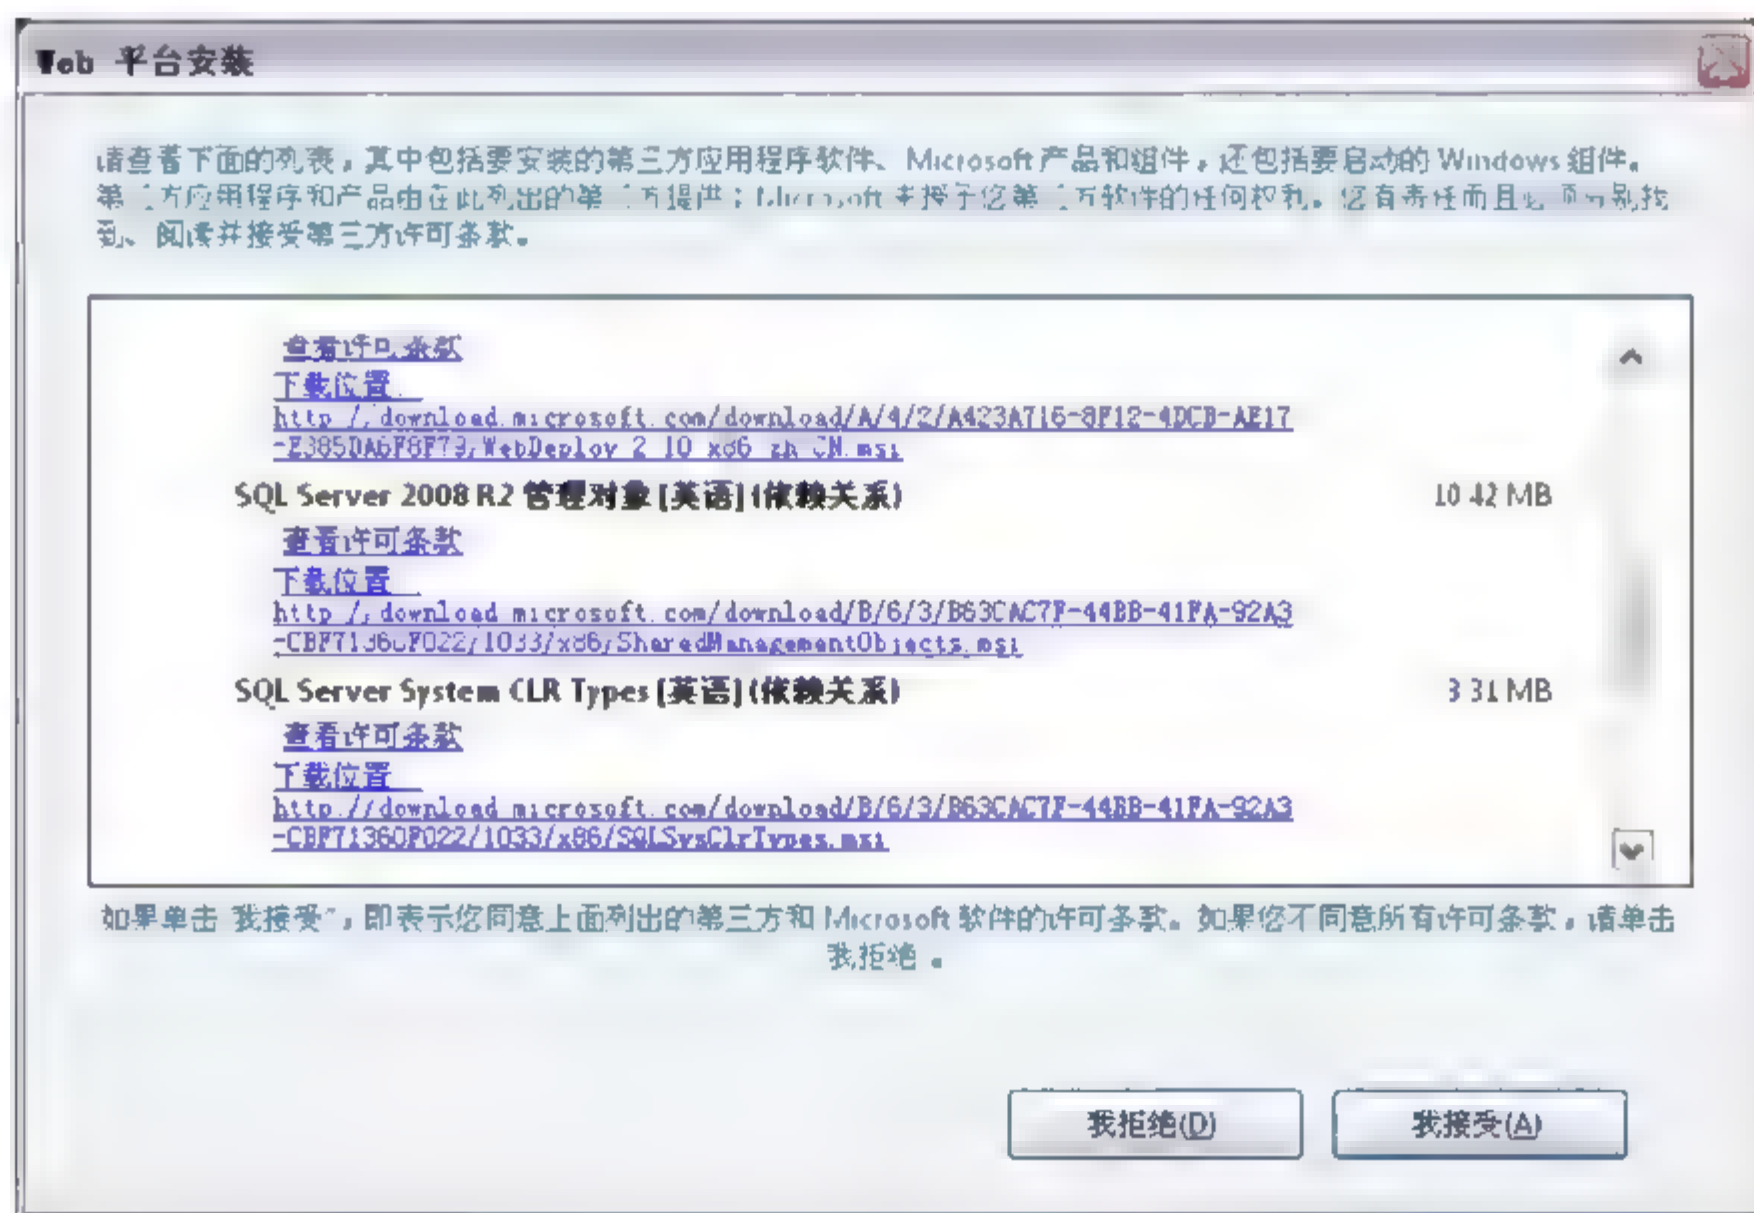 Web 平台安装
请查看下面的列表，其中包括要安装的第三方应用程序软件、Microsoft 产品和组件，还包括要启动的 Windows 组件。
第三方应用程序和产品由在此列出的第三方提供；Microsoft 未授予您第三方软件的任何权利。您有责任而且必须分别找
到、阅读并接受第三方许可条款。
查看许可条款
下载位置
http://download.microsoft.com/download/A/4/2/A423A716-8F12-4DCB-AE17
WebDeploy_2_10_x86_zh-CN.msi
SQL Server 2008 R2 管理对象 [英语] (依赖关系)
10.42 MB
查看许可条款
下载位置
http://download.microsoft.com/download/B/6/3/B63CAC7F-44BB-41FA-92A3
-CBF71360F022/1033/x86/SharedManagementObjects.msi
SQL Server System CLR Types [英语] (依赖关系)
3.31 MB
查看许可条款
下载位置
http://download.microsoft.com/download/B/6/3/B63CAC7F-44BB-41FA-92A3
-CBF71360F022/1033/x86/SQLSysClrTypes.msi
如果单击“我接受”，即表示您同意上面列出的第三方和 Microsoft 软件的许可条款。如果您不同意所有许可条款，请单击
“我拒绝”。
我拒绝(D)
我接受(A)